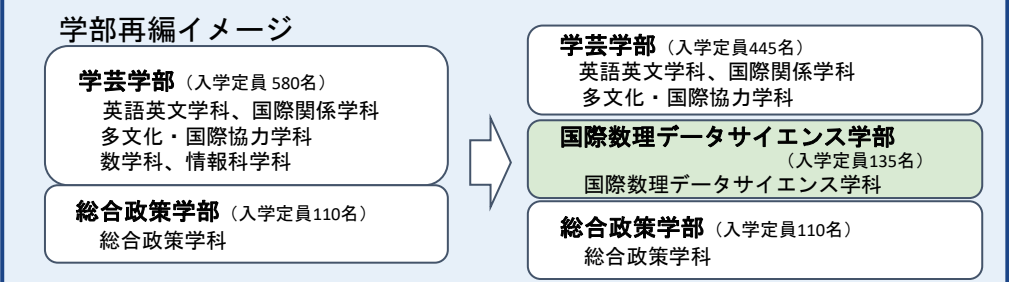 学部再編イメージ
学芸学部（入学定員 580名）
英語英文学科、国際関係学科
多文化・国際協力学科
数学科、情報科学科
総合政策学部（入学定員110名）
総合政策学科
学芸学部（入学定員445名）
英語英文学科、国際関係学科
多文化・国際協力学科
国際数理データサイエンス学部
（入学定員135名）
国際数理データサイエンス学科
総合政策学部（入学定員110名）
総合政策学科